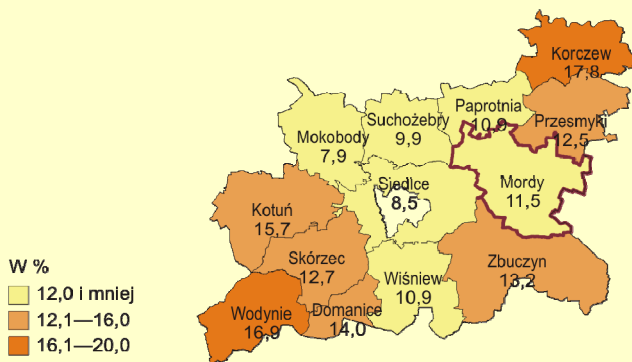 Korczew
17,8
Paprotnia
10,9
Przesmyki
12,5
Suchożebry
9,9
Mokobody
7,9
Siedlce
8,5
Mordy
11,5
Kotuń
15,7
Skórzec
12,7
Wiśniew
10,9
Zbuczyn
13,2
Wodynie
16,9
Domanice
14,0
W %
12,0 i mniej
12,1—16,0
16,1—20,0